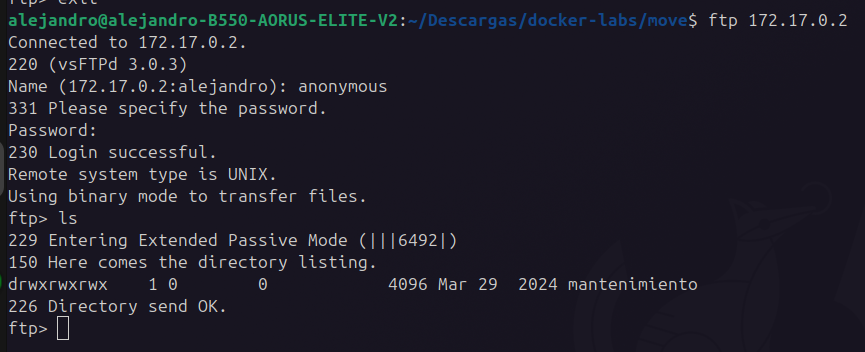 ftp> exit
alejandro@alejandro-B550-AORUS-ELITE-V2:~/Descargas/docker-labs/move$ ftp 172.17.0.2
Connected to 172.17.0.2.
220 (vsFTPd 3.0.3)
Name (172.17.0.2:alejandro): anonymous
331 Please specify the password.
Password:
230 Login successful.
Remote system type is UNIX.
Using binary mode to transfer files.
ftp> ls
229 Entering Extended Passive Mode (|||6492|)
150 Here comes the directory listing.
drwxrwxrwx    1 0        0            4096 Mar 29  2024 mantenimiento
226 Directory send OK.
ftp>